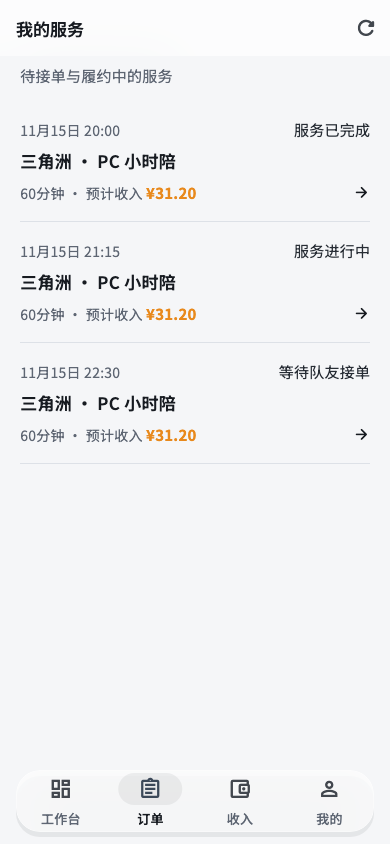 我的服务
待接单与履约中的服务
11月15日 20:00 服务已完成
三角洲 · PC 小时陪
60分钟 · 预计收入 ¥31.20
11月15日 21:15 服务进行中
三角洲 · PC 小时陪
60分钟 · 预计收入 ¥31.20
11月15日 22:30 等待队友接单
三角洲 · PC 小时陪
60分钟 · 预计收入 ¥31.20
工作台 订单 收入 我的